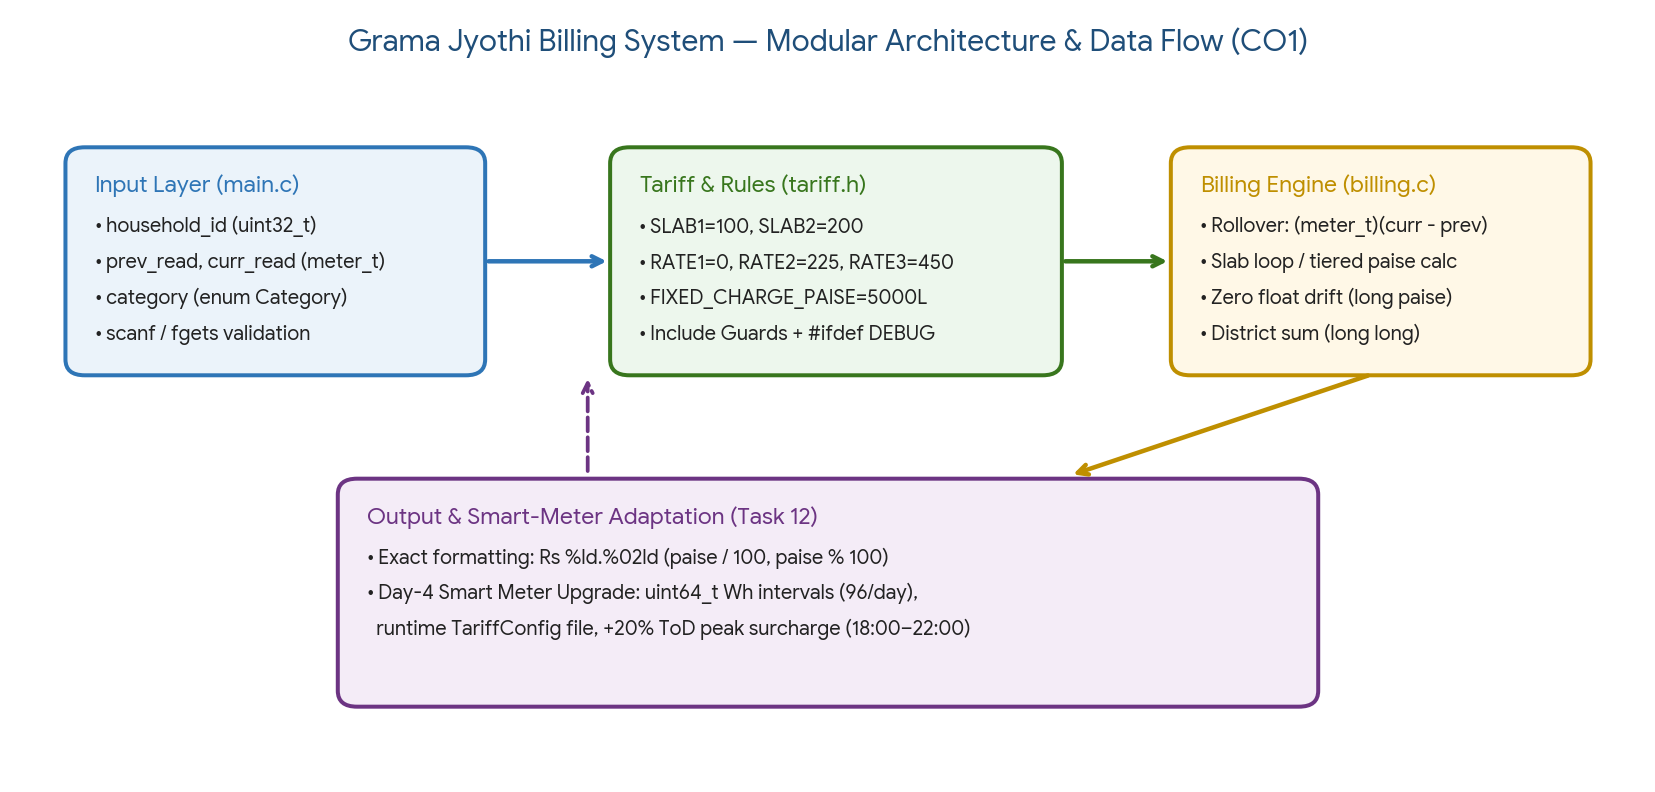 Grama Jyothi Billing System — Modular Architecture & Data Flow (CO1)
Input Layer (main.c)
• household_id (uint32_t)
• prev_read, curr_read (meter_t)
• category (enum Category)
• scanf / fgets validation
Tariff & Rules (tariff.h)
• SLAB1=100, SLAB2=200
• RATE1=0, RATE2=225, RATE3=450
• FIXED_CHARGE_PAISE=5000L
• Include Guards + #ifdef DEBUG
Billing Engine (billing.c)
• Rollover: (meter_t)(curr - prev)
• Slab loop / tiered paise calc
• Zero float drift (long paise)
• District sum (long long)
Output & Smart-Meter Adaptation (Task 12)
• Exact formatting: Rs %ld.%02ld (paise / 100, paise % 100)
• Day-4 Smart Meter Upgrade: uint64_t Wh intervals (96/day),
runtime TariffConfig file, +20% ToD peak surcharge (18:00–22:00)